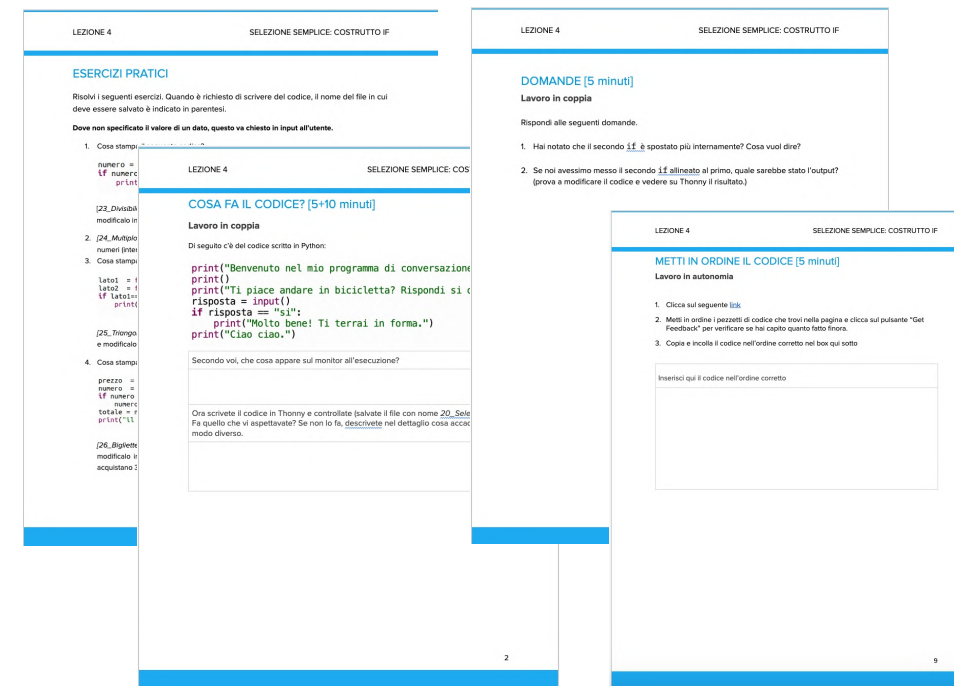 LEZIONE 4 SELEZIONE SEMPLICE: COSTRUTTO IF
ESERCIZI PRATICI
Risolvi i seguenti esercizi. Quando è richiesto di scrivere del codice, il nome del file in cui
deve essere salvato è indicato in parentesi.
Dove non specificato il valore di un dato, questo va chiesto in input all'utente.
1. Cosa stampa il seguente codice?
numero =
if numero
print
[23_Divisibil
modificalo in
2. [24_Multiplo
numeri (inter
3. Cosa stampa
lato1 =
lato2 =
if lato1==
print(
[25_Triango
e modificalo
4. Cosa stampa
prezzo =
numero =
if numero
numero
totale =
print("il
[26_Bigliette
modificalo in
acquistano 3
LEZIONE 4 SELEZIONE SEMPLICE: COS
COSA FA IL CODICE? [5+10 minuti]
Lavoro in coppia
Di seguito c'è del codice scritto in Python:
print("Benvenuto nel mio programma di conversazione
print()
print("Ti piace andare in bicicletta? Rispondi si o
risposta = input()
if risposta == "si":
print("Molto bene! Ti terrai in forma.")
print("Ciao ciao.")
Secondo voi, che cosa appare sul monitor all'esecuzione?
Ora scrivete il codice in Thonny e controllate (salvate il file con nome 20_Sele
Fa quello che vi aspettavate? Se non lo fa, descrivete nel dettaglio cosa accad
modo diverso.
2
LEZIONE 4 SELEZIONE SEMPLICE: COSTRUTTO IF
DOMANDE [5 minuti]
Lavoro in coppia
Rispondi alle seguenti domande.
1. Hai notato che il secondo if è spostato più internamente? Cosa vuol dire?
2. Se noi avessimo messo il secondo if allineato al primo, quale sarebbe stato l'output?
(prova a modificare il codice e vedere su Thonny il risultato.)
LEZIONE 4 SELEZIONE SEMPLICE: COSTRUTTO IF
METTI IN ORDINE IL CODICE [5 minuti]
Lavoro in autonomia
1. Clicca sul seguente link
2. Metti in ordine i pezzetti di codice che trovi nella pagina e clicca sul pulsante "Get
Feedback" per verificare se hai capito quanto fatto finora.
3. Copia e incolla il codice nell'ordine corretto nel box qui sotto
Inserisci qui il codice nell'ordine corretto
9